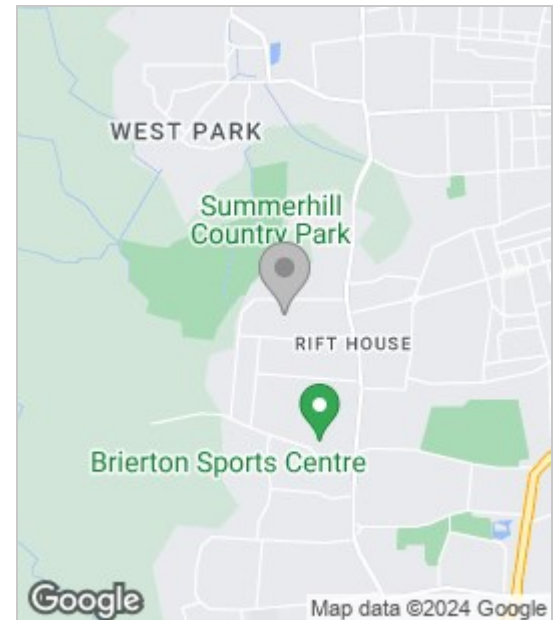 WEST PARK
Summerhill
Country Park
RIFT HOUSE
Brierton Sports Centre
Google
Map data ©2024 Google